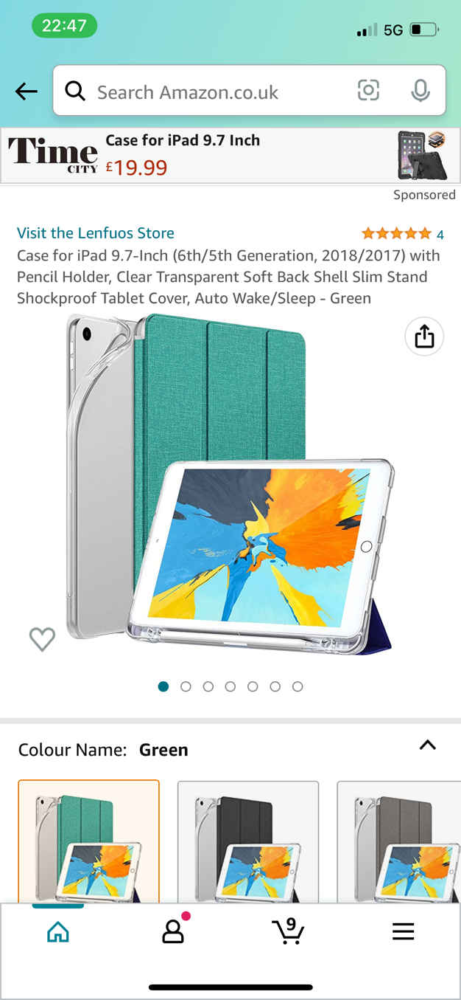 22:47
5G
Search Amazon.co.uk
Time
CITY
Case for iPad 9.7 Inch
£19.99
Sponsored
Visit the Lenfuos Store
4
Case for iPad 9.7-Inch (6th/5th Generation, 2018/2017) with
Pencil Holder, Clear Transparent Soft Back Shell Slim Stand
Shockproof Tablet Cover, Auto Wake/Sleep - Green
Colour Name: Green
9